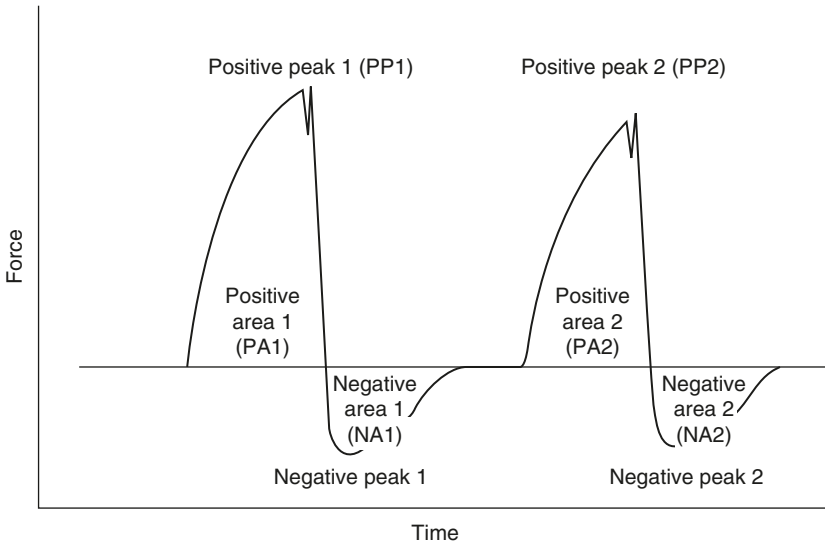 Positive peak 1 (PP1)
Positive peak 2 (PP2)
Force
Positive
area 1
(PA1)
Positive
area 2
(PA2)
Negative
area 1
(NA1)
Negative
area 2
(NA2)
Negative peak 1
Negative peak 2
Time